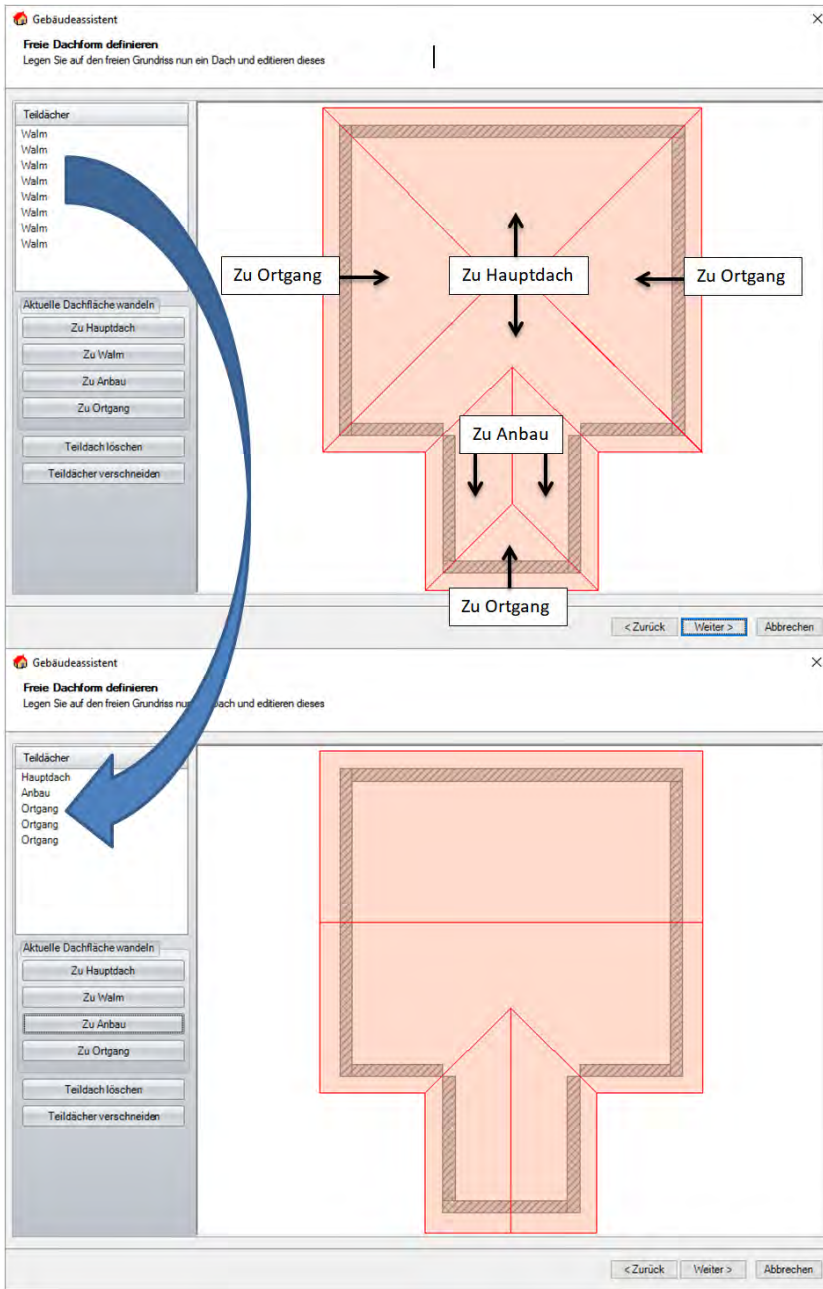 Gebäudeassistent
Freie Dachform definieren
Legen Sie auf den freien Grundriss nun ein Dach und editieren dieses
Teildächer
Walm
Walm
Walm
Walm
Walm
Walm
Walm
Walm
Aktuelle Dachfläche wandeln
Zu Hauptdach
Zu Walm
Zu Anbau
Zu Ortgang
Teildach löschen
Teildächer verschneiden
Zu Ortgang
Zu Hauptdach
Zu Ortgang
Zu Anbau
Zu Ortgang
< Zurück
Weiter >
Abbrechen
Gebäudeassistent
Freie Dachform definieren
Legen Sie auf den freien Grundriss nun Dach und editieren dieses
Teildächer
Hauptdach
Anbau
Ortgang
Ortgang
Ortgang
Aktuelle Dachfläche wandeln
Zu Hauptdach
Zu Walm
Zu Anbau
Zu Ortgang
Teildach löschen
Teildächer verschneiden
< Zurück
Weiter >
Abbrechen